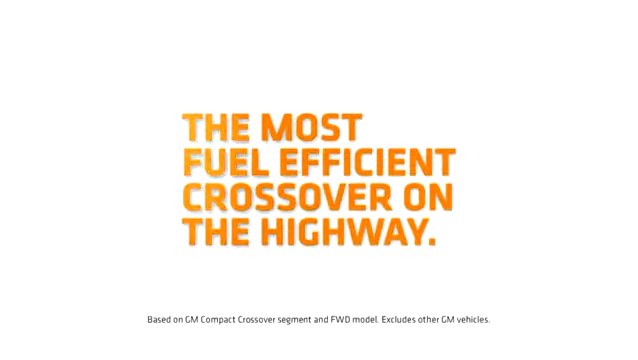 THE MOST
FUEL EFFICIENT
CROSSOVER ON
THE HIGHWAY.
Based on GM Compact Crossover segment and FWD model. Excludes other GM vehicles.